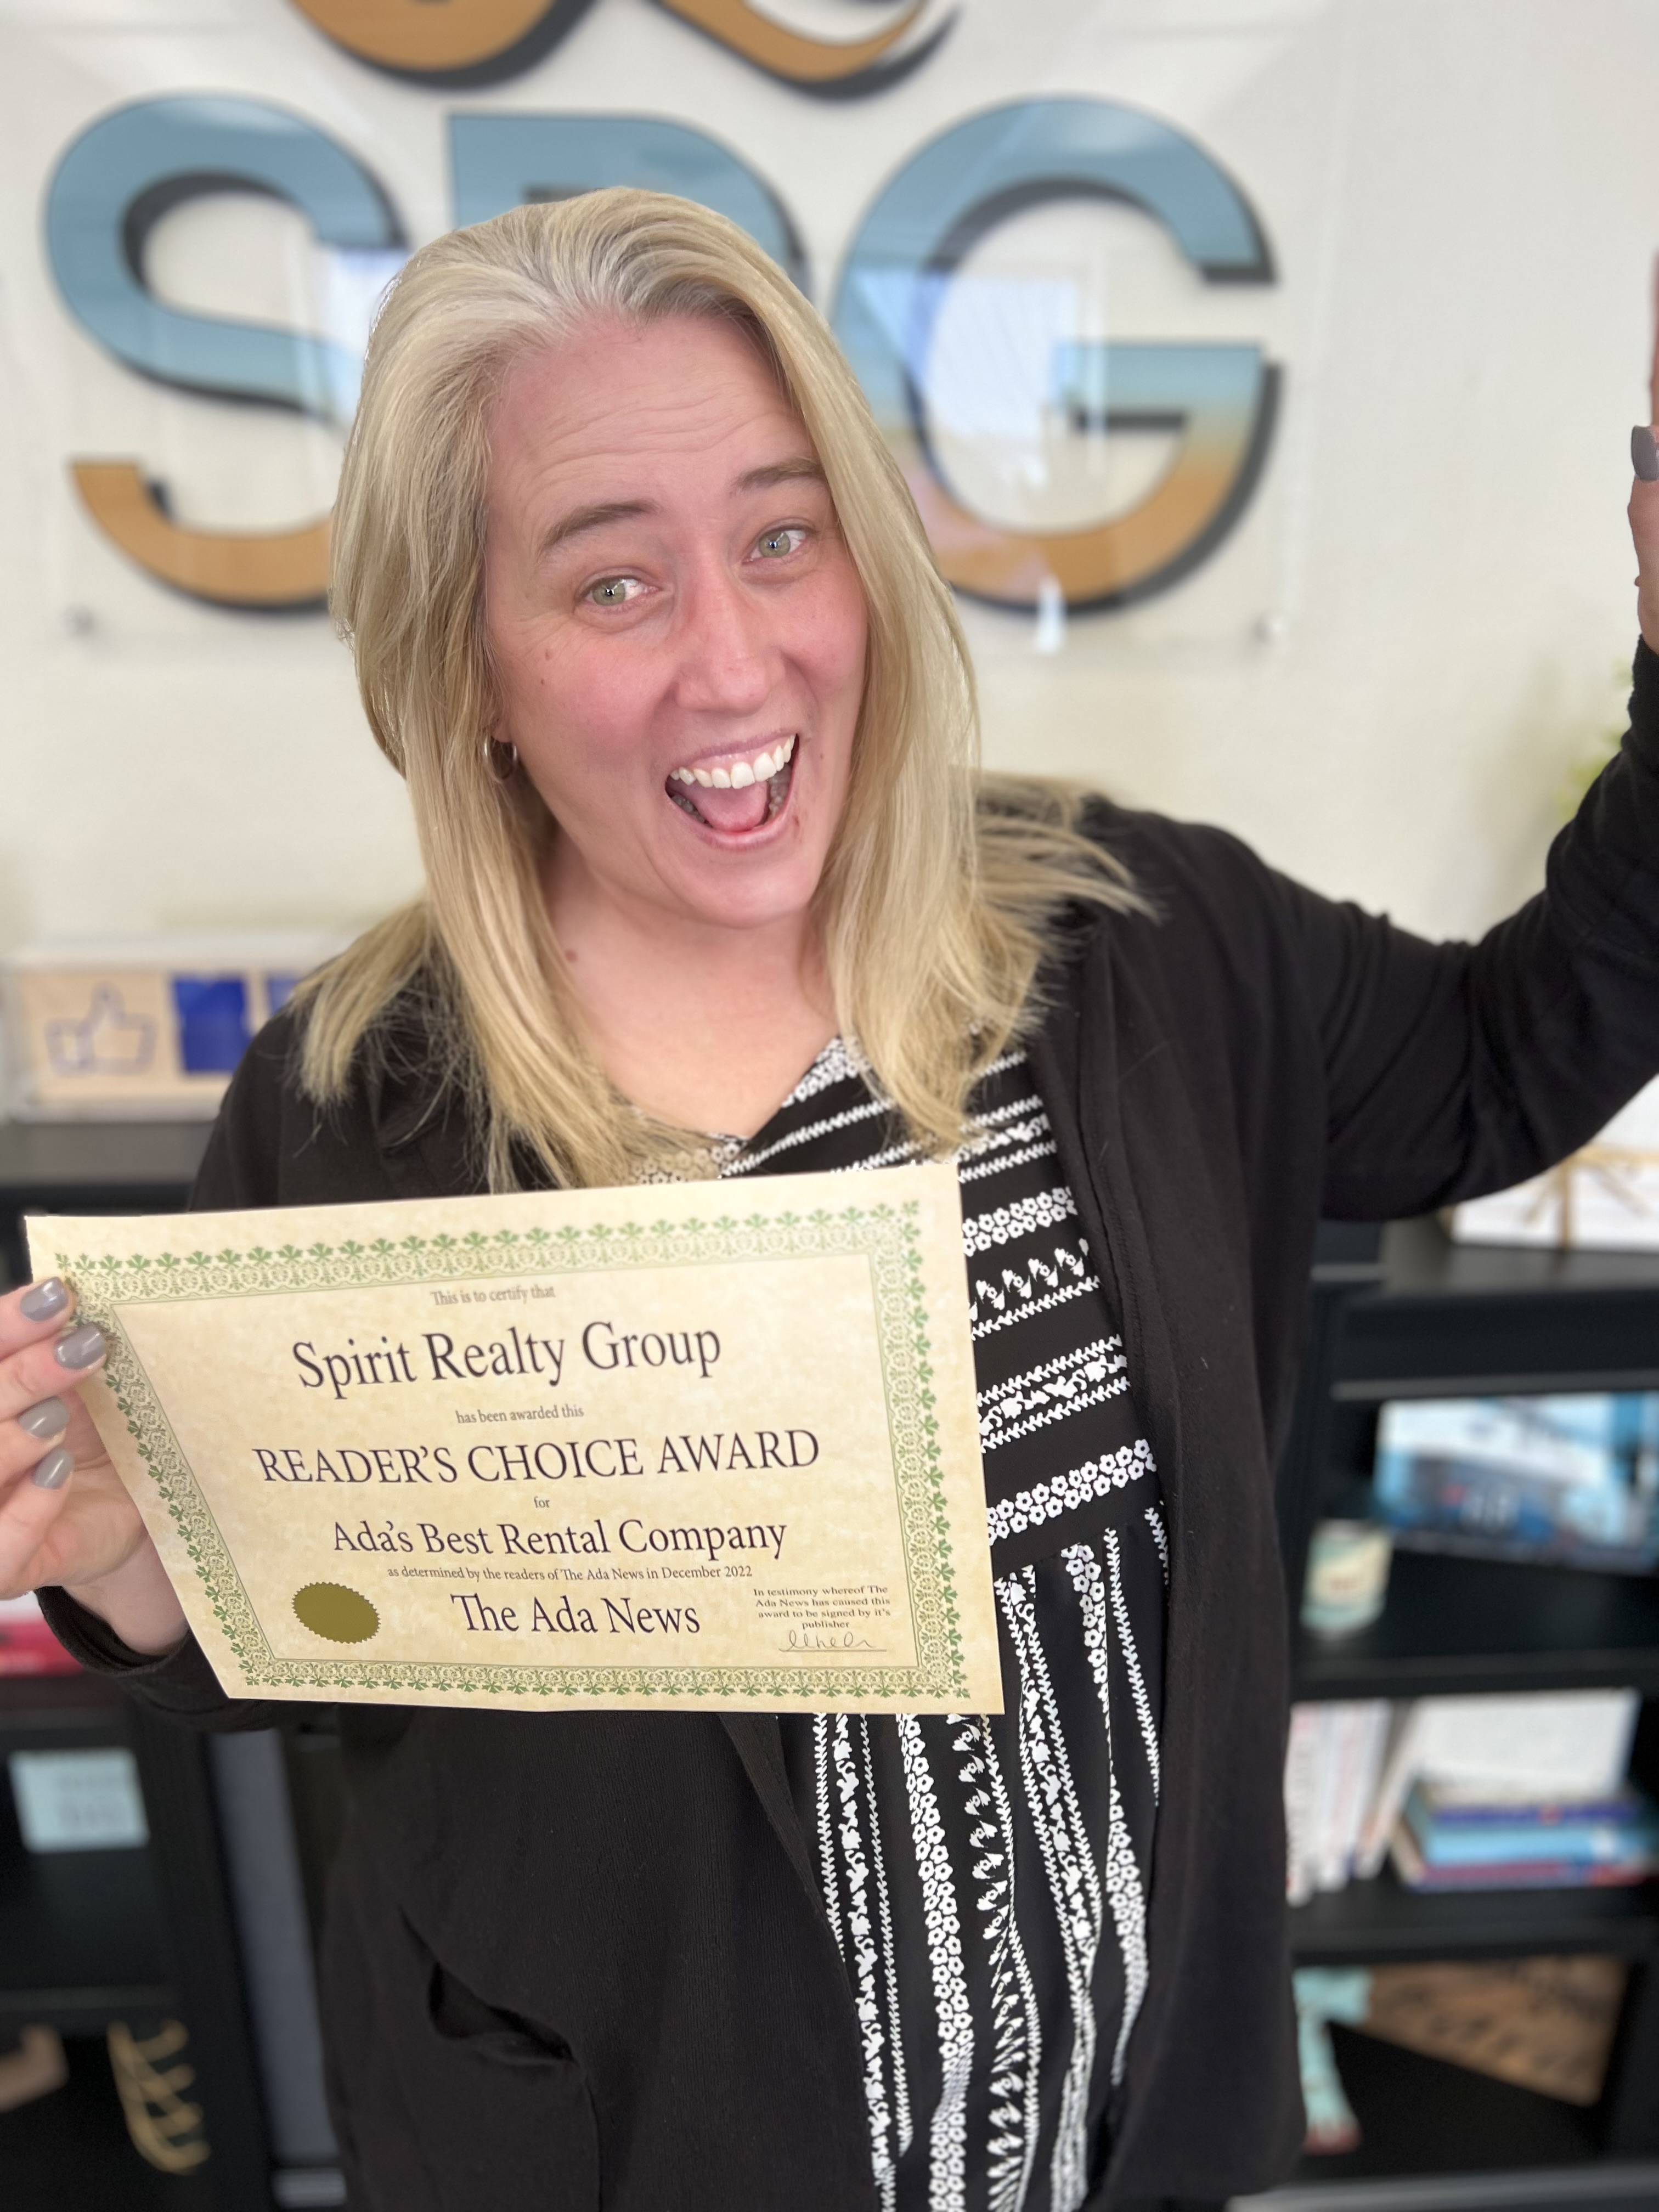 SRG
This is to certify that
Spirit Realty Group
has been awarded this
READER'S CHOICE AWARD
for
Ada's Best Rental Company
as determined by the readers of The Ada News in December 2022
The Ada News
In testimony whereof The
Ada News has caused this
award to be signed by it's
publisher